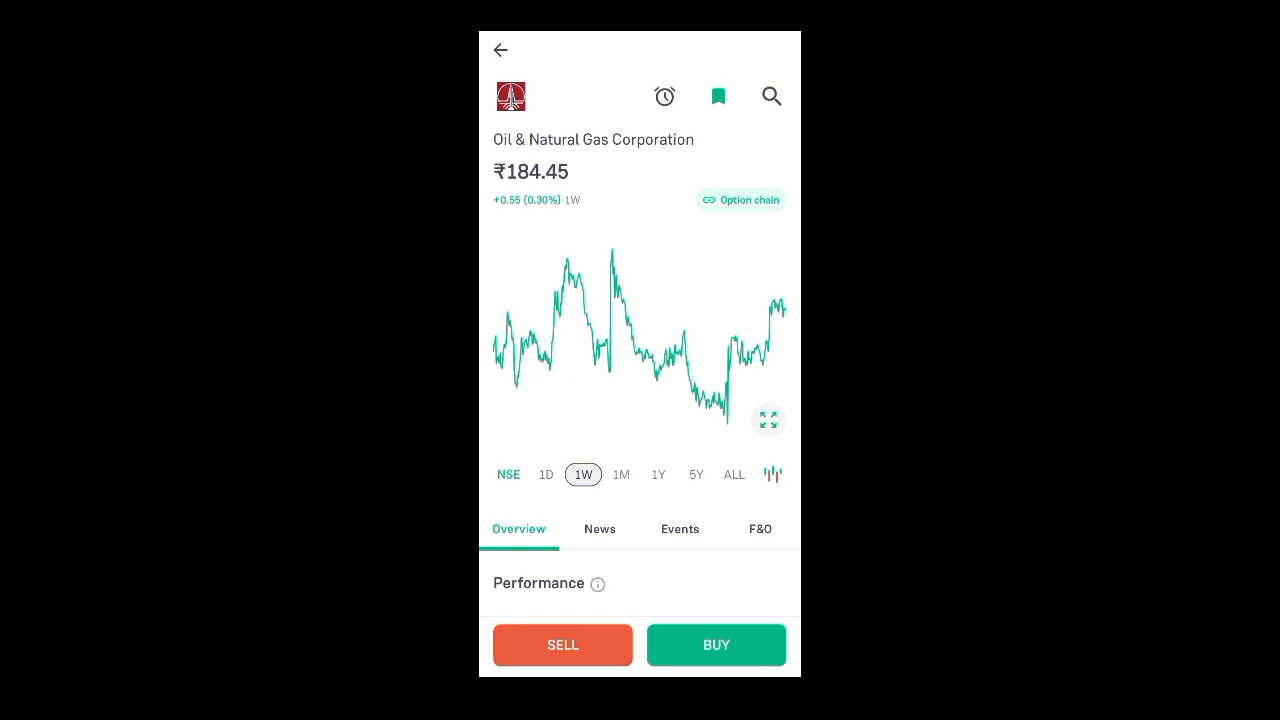 Oil & Natural Gas Corporation
₹184.45
+0.55 (0.30%) 1W
Option chain
NSE 1D 1W 1M 1Y 5Y ALL
Overview News Events F&O
Performance
SELL BUY